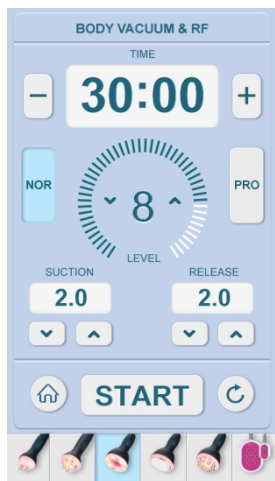 BODY VACUUM & RF
TIME
− 30:00 +
NOR 8 PRO
LEVEL
SUCTION RELEASE
2.0 2.0
START